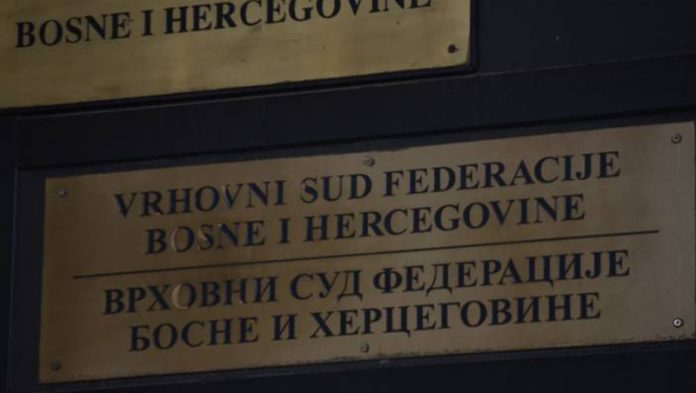 BOSNE I HERCEGOVINE
VRHOVNI SUD FEDERACIJE
BOSNE I HERCEGOVINE
ВРХОВНИ СУД ФЕДЕРАЦИЈЕ
БОСНЕ И ХЕРЦЕГОВИНЕ